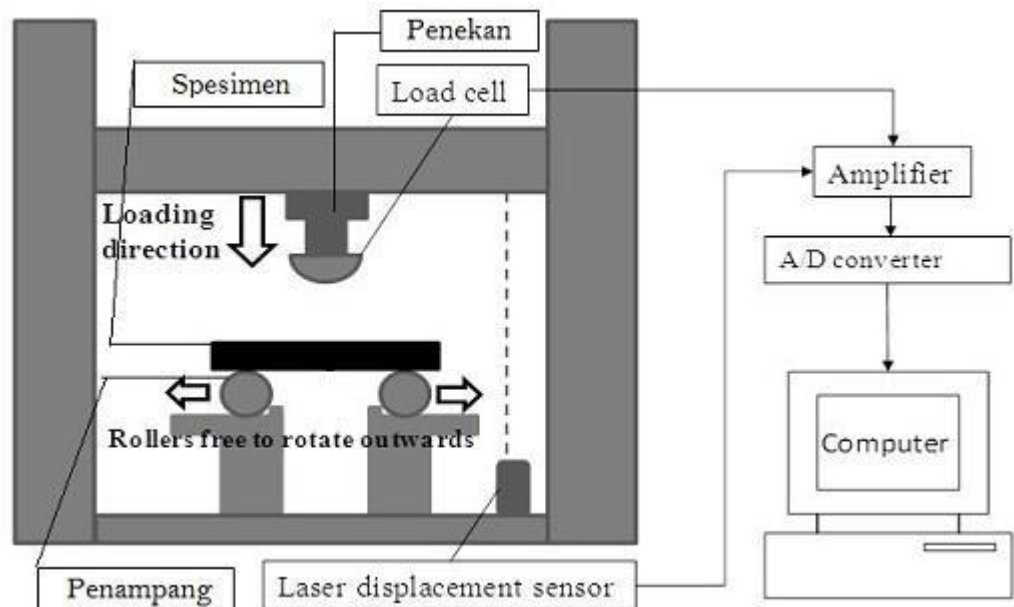 Penekan
Spesimen
Load cell
Amplifier
Loading
direction
A/D converter
Rollers free to rotate outwards
Computer
Penampang
Laser displacement sensor